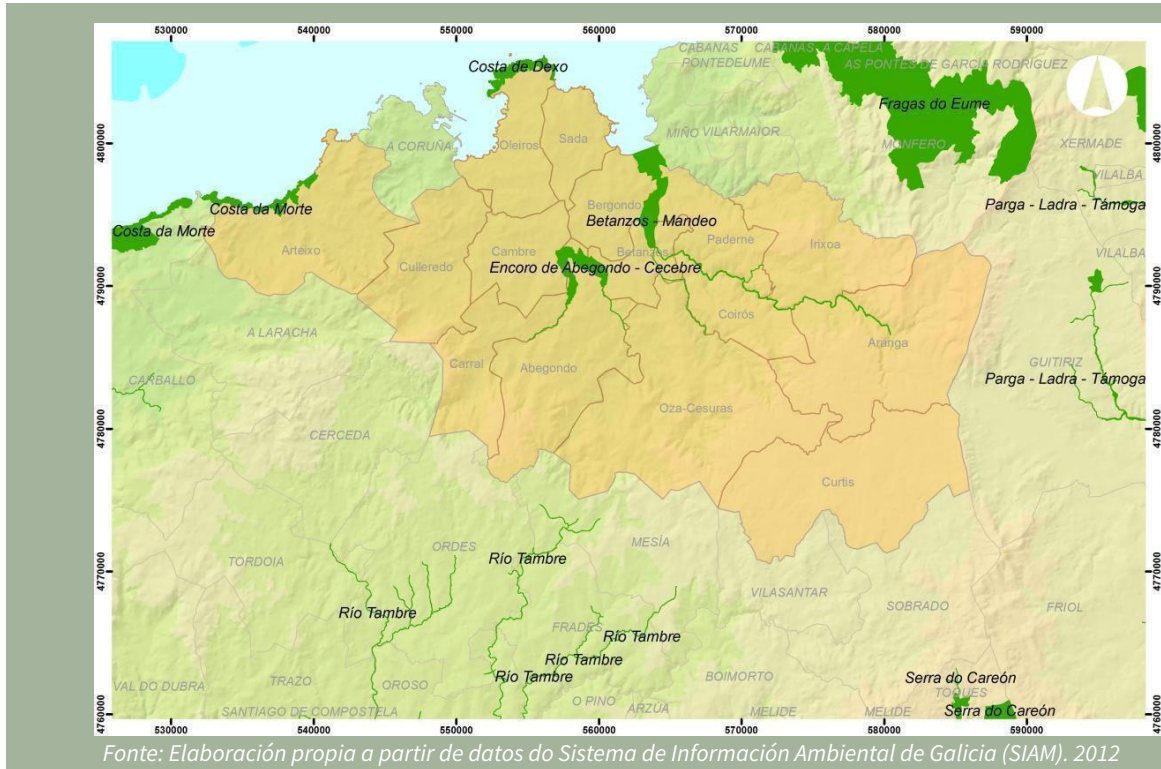 530000 540000 550000 560000 570000 580000 590000
CABANAS CABANAS A CAPELA
PONTEDEUME AS PONTES DE GARCÍA RODRÍGUEZ
Costa de Dexo
Fragas do Eume
4800000 4800000
A CORUÑA Oleiros Sada MIÑO VILARMAIOR MONFERO XERMADE
VILALBA
Costa da Morte Bergondo Parga - Ladra - Támoga
Costa da Morte Betanzos - Mandeo
Arteixo Cambre Betanzos Paderne Irixoa VILALBA
Culleredo Encoro de Abegondo - Cecebre
4790000 4790000
A LARACHA Coirós
Carral Abegondo Aranga GUITIRIZ
CARBALLO Parga - Ladra - Támoga
Oza-Cesuras
4780000 4780000
CERCEDA
Curtis
ORDES MESÍA
TORDOIA Río Tambre
4770000 4770000
VILASANTAR
Río Tambre SOBRADO FRIOL
FRADES Río Tambre
Río Tambre
VAL DO DUBRA TRAZO OROSO Río Tambre BOIMORTO Serra do Careón
O PINO TOQUES
SANTIAGO DE COMPOSTELA ARZÚA MELIDE MELIDE Serra do Careón
4760000 4760000
530000 540000 550000 560000 570000 580000 590000
Fonte: Elaboración propia a partir de datos do Sistema de Información Ambiental de Galicia (SIAM). 2012